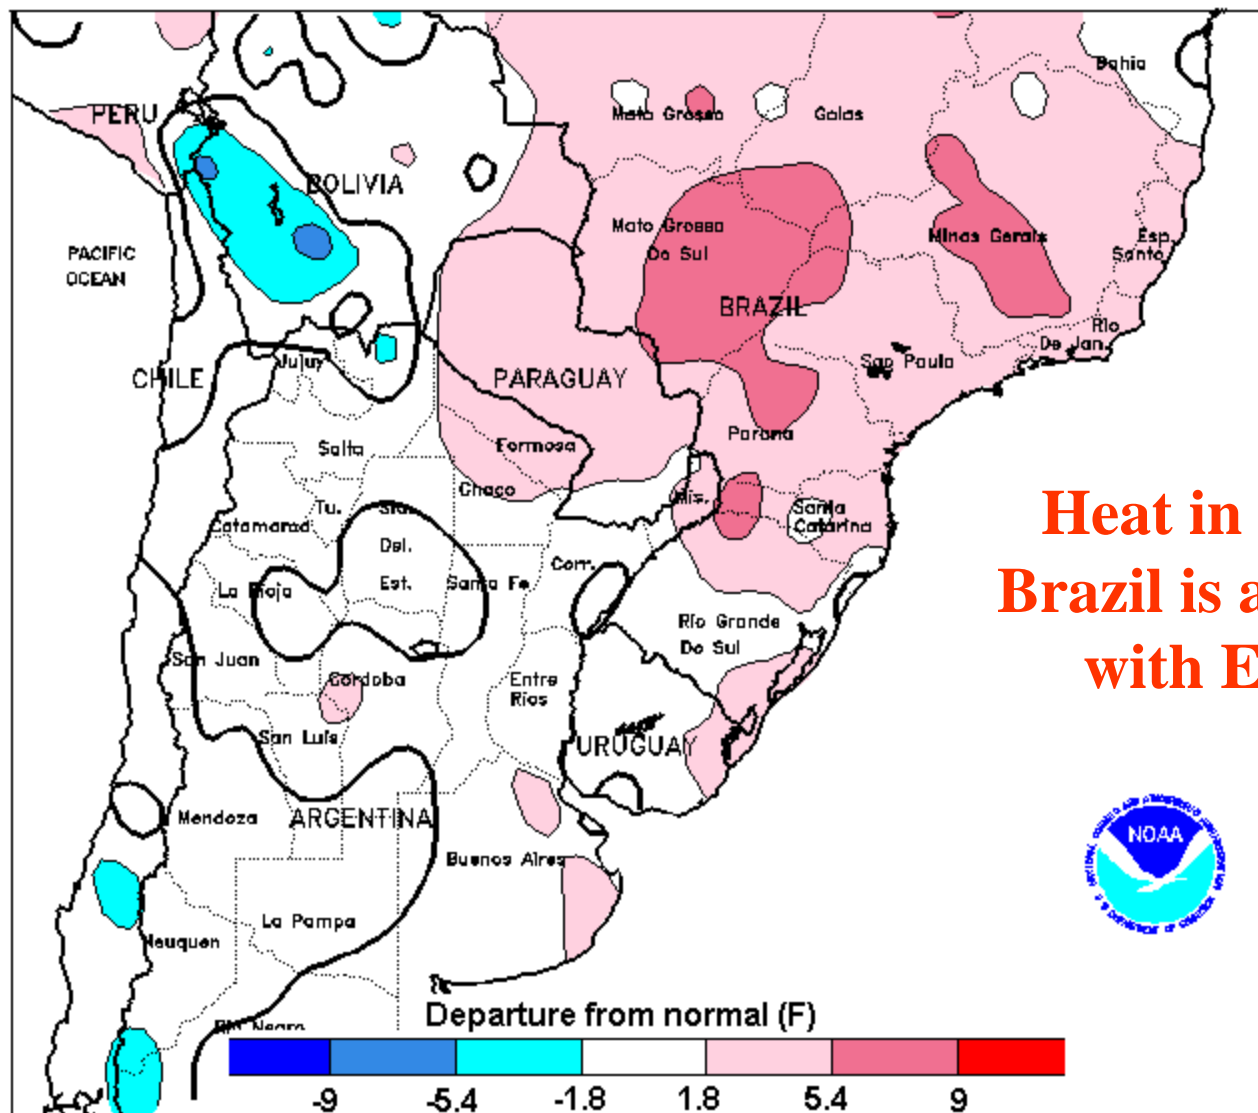 Bahia
PERU
Mato Grosso
Goias
BOLIVIA
Mato Grosso
Do Sul
Minas Gerais
Esp.
Santo
PACIFIC
OCEAN
BRAZIL
Rio
De Jan.
Sao Paulo
CHILE
Jujuy
PARAGUAY
Parana
Salta
Formosa
Chaco
Mis.
Santa
Catarina
Tu.
Catamarca
Del.
Est.
La Rioja
Santa Fe
Corr.
Rio Grande
Do Sul
San Juan
Cordoba
Entre
Rios
San Luis
URUGUAY
Mendoza
ARGENTINA
Buenos Aires
La Pampa
Neuquen
Rio Negro
Heat in
Brazil is a
with E
NOAA
Departure from normal (F)
-9 -5.4 -1.8 1.8 5.4 9